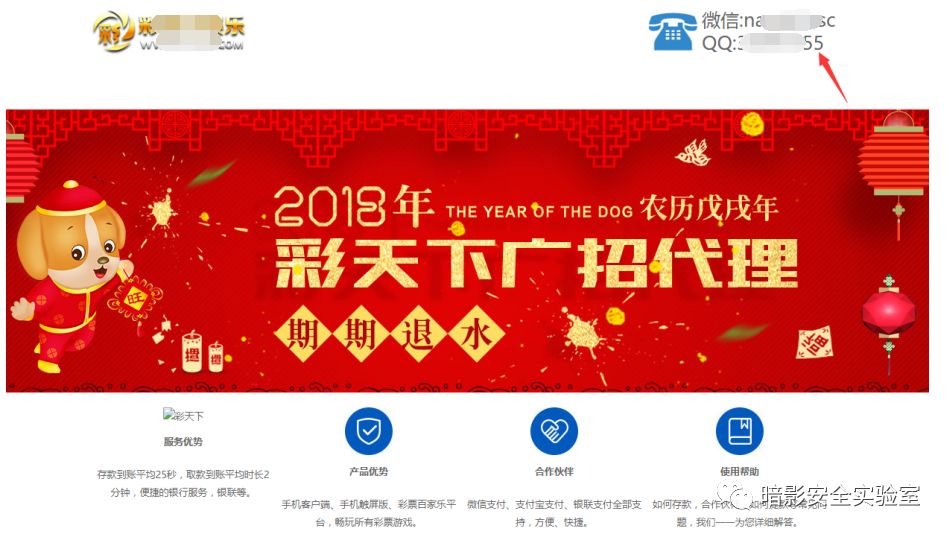 微信:na sc
QQ:3 55
2018年 THE YEAR OF THE DOG 农历戊戌年
彩天下广招代理
旺
期期退水
福
彩天下
服务优势
产品优势
合作伙伴
使用帮助
存款到账平均25秒,取款到账平均时长2
分钟,便捷的银行服务,银联等。
手机客户端、手机触屏版、彩票百家乐平
台,畅玩所有彩票游戏。
微信支付、支付宝支付、银联支付全部支
持,方便、快捷。
如何存款,合作伙
题,我们一一为您详细解答。
暗影安全实验室